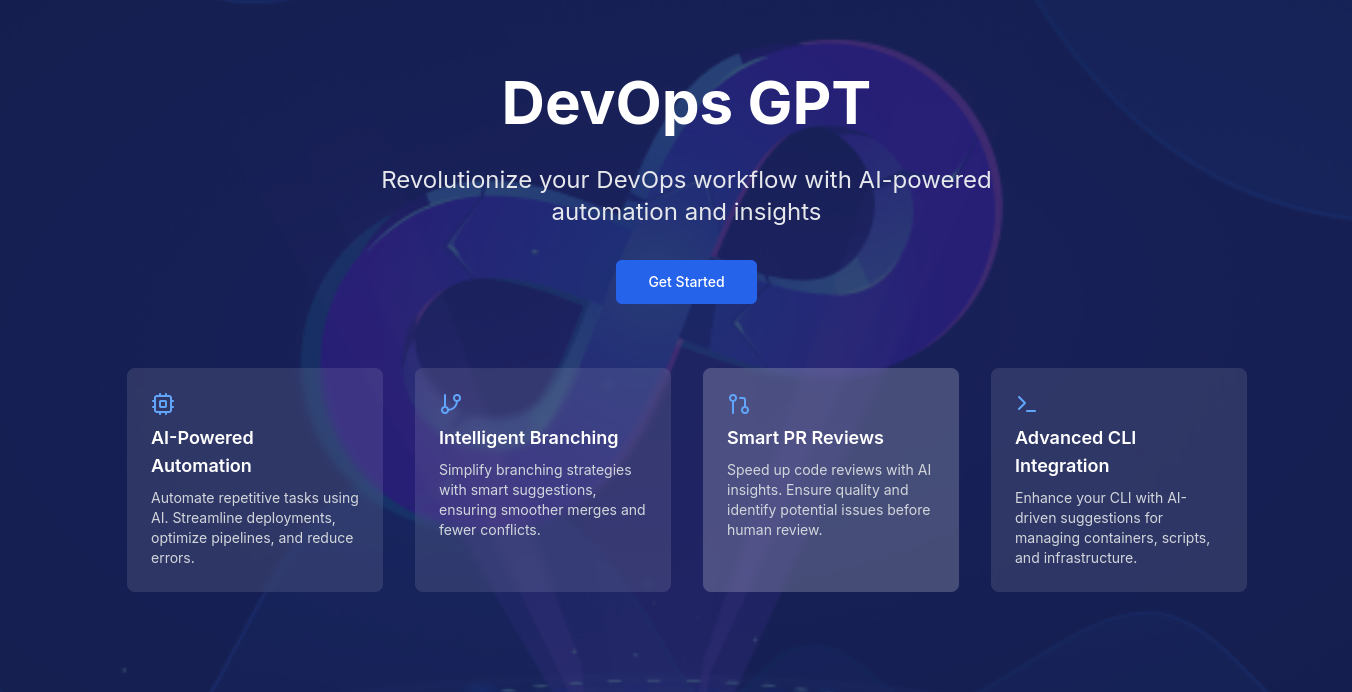 DevOps GPT
Revolutionize your DevOps workflow with AI-powered
automation and insights
Get Started
AI-Powered
Automation
Automate repetitive tasks using
AI. Streamline deployments,
optimize pipelines, and reduce
errors.
Intelligent Branching
Simplify branching strategies
with smart suggestions,
ensuring smoother merges and
fewer conflicts.
Smart PR Reviews
Speed up code reviews with AI
insights. Ensure quality and
identify potential issues before
human review.
Advanced CLI
Integration
Enhance your CLI with AI-
driven suggestions for
managing containers, scripts,
and infrastructure.